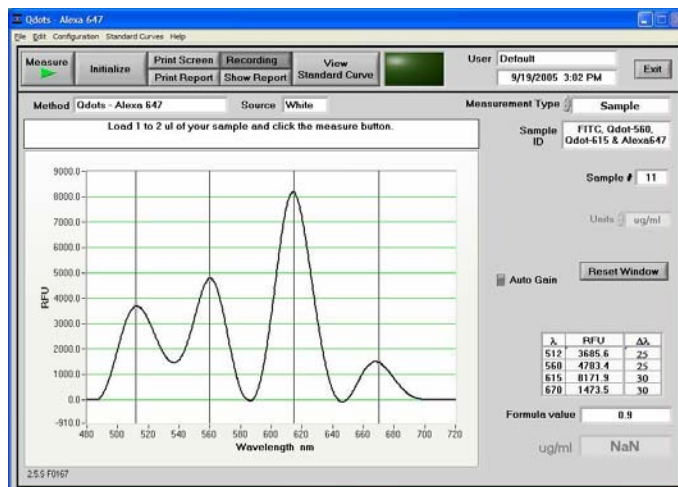 Qdots - Alexa 647
File Edit Configuration Standard Curves Help
Measure
Initialize
Print Screen
Recording
Print Report
Show Report
View
Standard Curve
User Default
9/19/2005 3:02 PM
Exit
Method Qdots - Alexa 647 Source White
Measurement Type Sample
Load 1 to 2 ul of your sample and click the measure button.
Sample
ID
FITC, Qdot-560,
Qdot-615 & Alexa647
Sample # 11
Units ug/ml
Auto Gain
Reset Window
RFU
9000.0
8000.0
7000.0
6000.0
5000.0
4000.0
3000.0
2000.0
1000.0
0.0
-910.0
480 500 520 540 560 580 600 620 640 660 680 700 720
Wavelength nm
λ RFU Δλ
512 3685.6 25
560 4783.4 25
615 8171.9 30
670 1473.5 30
Formula value 0.9
ug/ml NaN
2.5.5 F0167